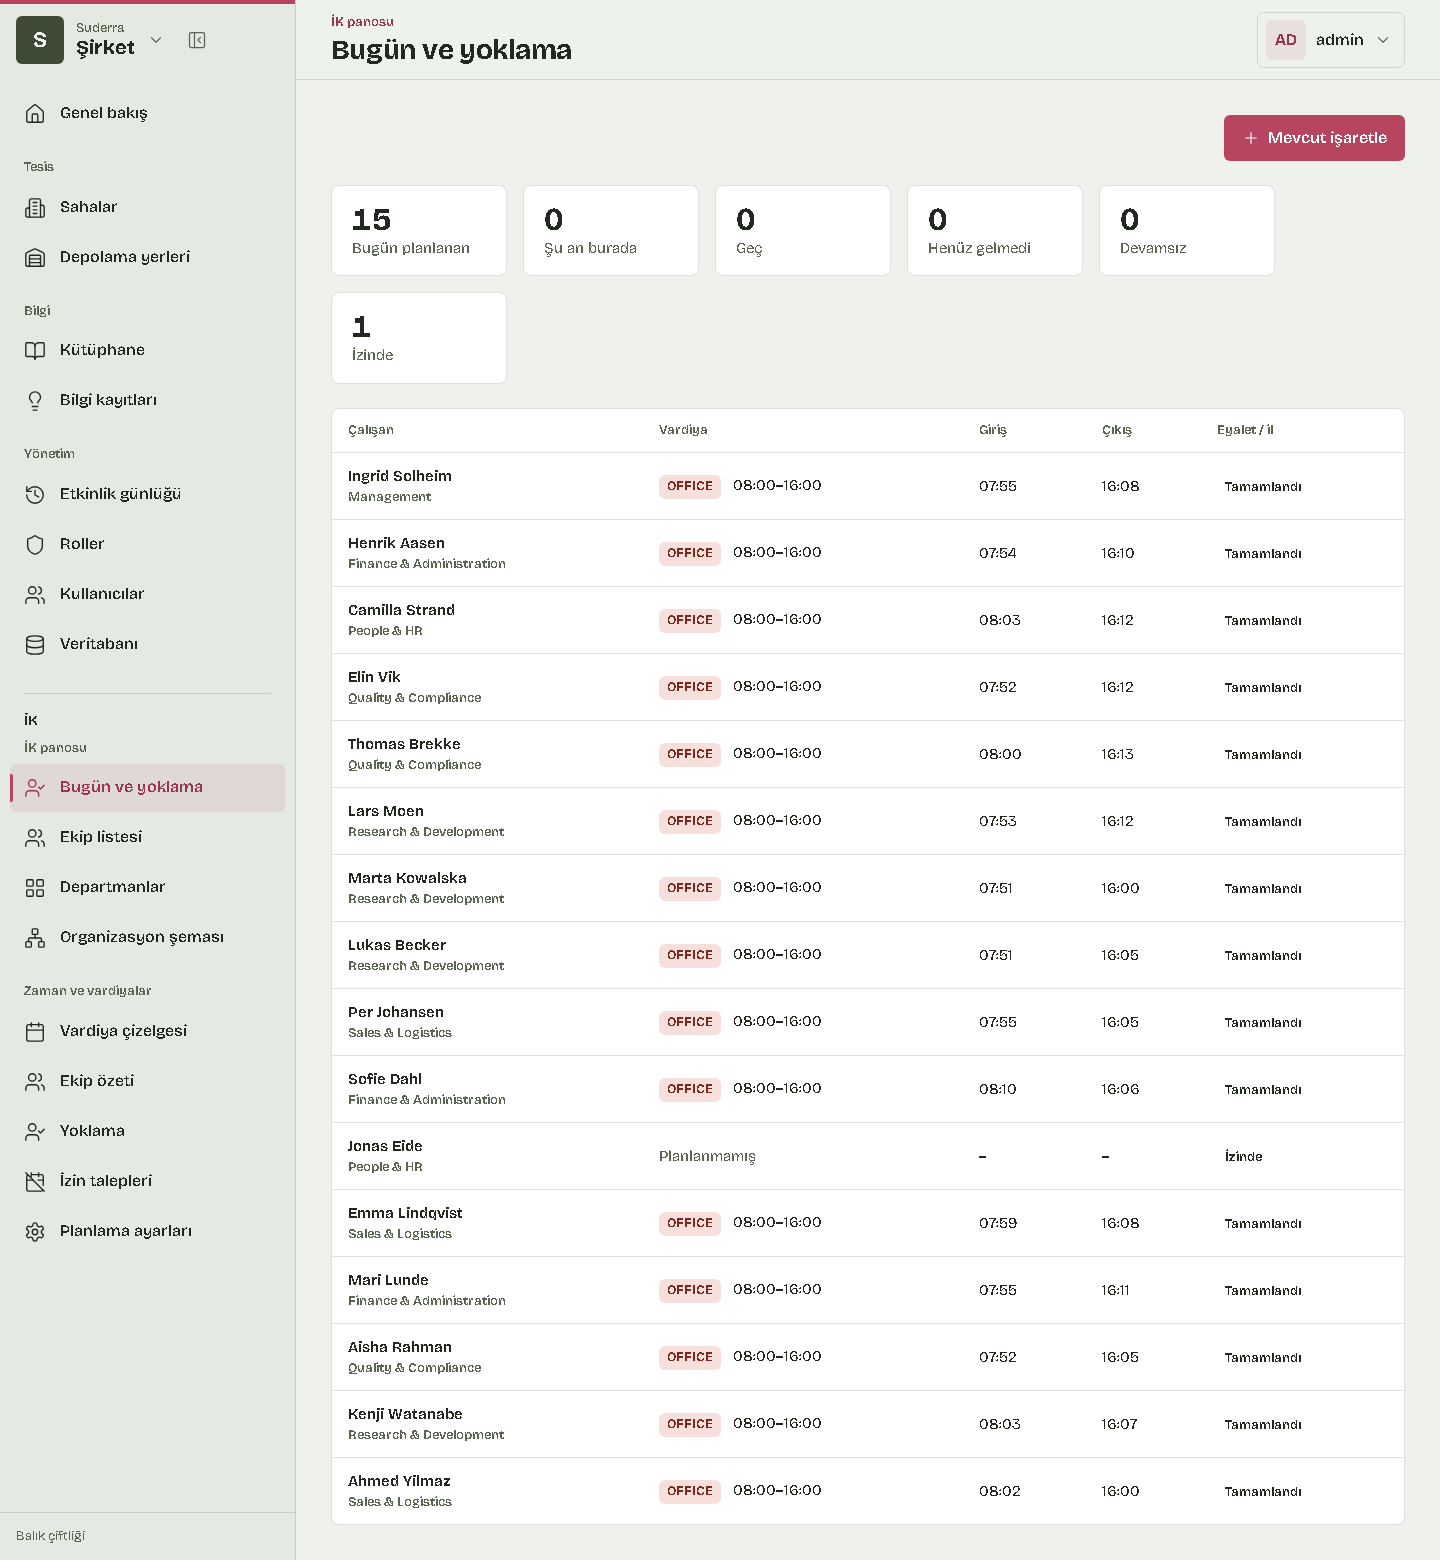 S
Suderra
Şirket
Genel bakış
Tesis
Sahalar
Depolama yerleri
Bilgi
Kütüphane
Bilgi kayıtları
Yönetim
Etkinlik günlüğü
Roller
Kullanıcılar
Veritabanı
İK
İK panosu
Bugün ve yoklama
Ekip listesi
Departmanlar
Organizasyon şeması
Zaman ve vardiyalar
Vardiya çizelgesi
Ekip özeti
Yoklama
İzin talepleri
Planlama ayarları
Balık çiftliği
İK panosu
Bugün ve yoklama
AD admin
Mevcut işaretle
15
Bugün planlanan
0
Şu an burada
0
Geç
0
Henüz gelmedi
0
Devamsız
1
İzinde
Çalışan Vardiya Giriş Çıkış Eyalet / il
Ingrid Solheim
Management
OFFICE 08:00–16:00 07:55 16:08 Tamamlandı
Henrik Aasen
Finance & Administration
OFFICE 08:00–16:00 07:54 16:10 Tamamlandı
Camilla Strand
People & HR
OFFICE 08:00–16:00 08:03 16:12 Tamamlandı
Elin Vik
Quality & Compliance
OFFICE 08:00–16:00 07:52 16:12 Tamamlandı
Thomas Brekke
Quality & Compliance
OFFICE 08:00–16:00 08:00 16:13 Tamamlandı
Lars Moen
Research & Development
OFFICE 08:00–16:00 07:53 16:12 Tamamlandı
Marta Kowalska
Research & Development
OFFICE 08:00–16:00 07:51 16:00 Tamamlandı
Lukas Becker
Research & Development
OFFICE 08:00–16:00 07:51 16:05 Tamamlandı
Per Johansen
Sales & Logistics
OFFICE 08:00–16:00 07:55 16:05 Tamamlandı
Sofie Dahl
Finance & Administration
OFFICE 08:00–16:00 08:10 16:06 Tamamlandı
Jonas Eide
People & HR
Planlanmamış – – İzinde
Emma Lindqvist
Sales & Logistics
OFFICE 08:00–16:00 07:59 16:08 Tamamlandı
Mari Lunde
Finance & Administration
OFFICE 08:00–16:00 07:55 16:11 Tamamlandı
Aisha Rahman
Quality & Compliance
OFFICE 08:00–16:00 07:52 16:05 Tamamlandı
Kenji Watanabe
Research & Development
OFFICE 08:00–16:00 08:03 16:07 Tamamlandı
Ahmed Yilmaz
Sales & Logistics
OFFICE 08:00–16:00 08:02 16:00 Tamamlandı